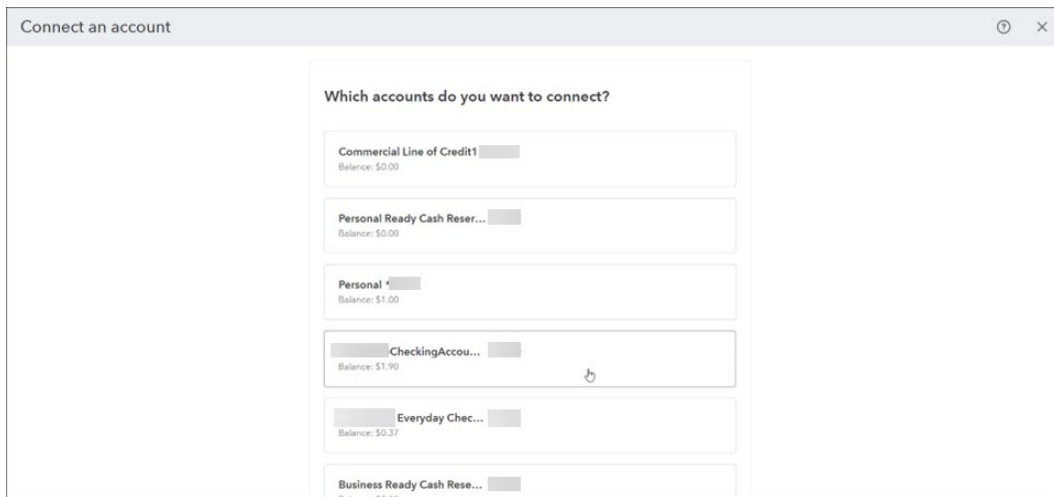 Connect an account
Which accounts do you want to connect?
Commercial Line of Credit1
Balance: $0.00
Personal Ready Cash Reser...
Balance: $0.00
Personal *
Balance: $1.00
CheckingAccou...
Balance: $1.90
Everyday Chec...
Balance: $0.37
Business Ready Cash Rese...